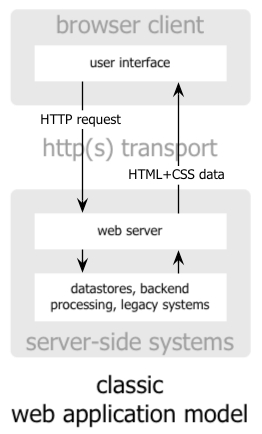 browser client
user interface
HTTP request
http(s) transport
HTML+CSS data
web server
datastores, backend
processing, legacy systems
server-side systems
classic
web application model